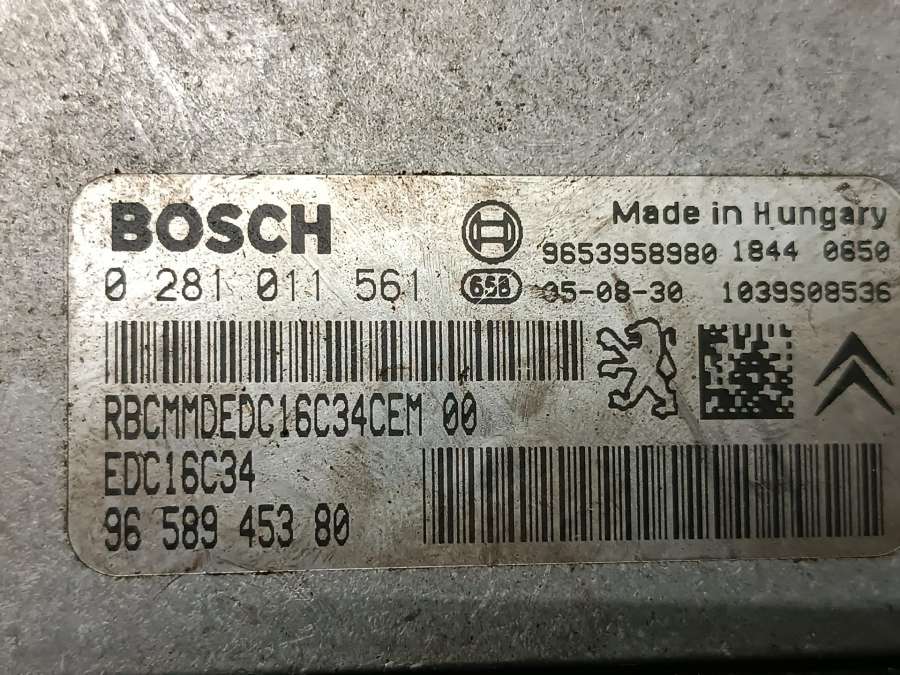 BOSCH
Made in Hungary
9653958980 1844 0650
0 281 011 561
658
05-08-30 1039S08536
RBCMMDEDC16C34CEM 00
EDC16C34
96 589 453 80